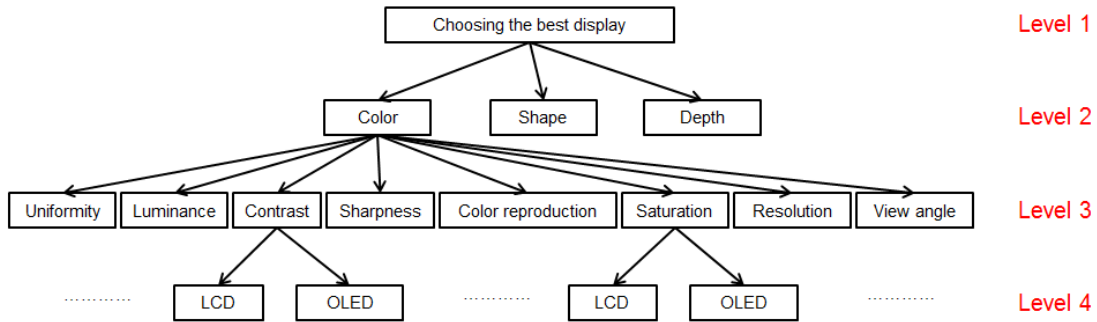 Choosing the best display
Level 1
Color
Shape
Depth
Level 2
Uniformity
Luminance
Contrast
Sharpness
Color reproduction
Saturation
Resolution
View angle
Level 3
…………
LCD
OLED
…………
LCD
OLED
…………
Level 4